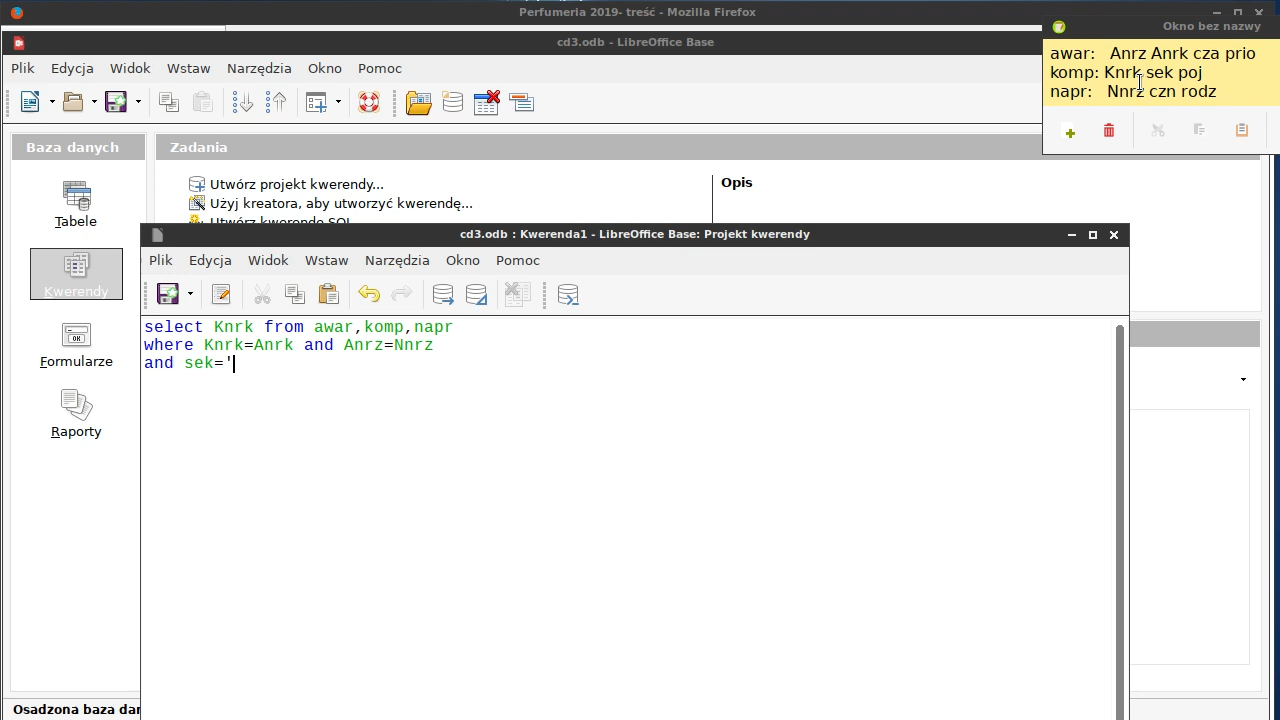 Perfumeria 2019- treść - Mozilla Firefox
cd3.odb - LibreOffice Base
Okno bez nazwy
Plik Edycja Widok Wstaw Narzędzia Okno Pomoc
awar: Anrz Anrk cza prio
komp: Knrk sek poj
napr: Nnrz czn rodz
Baza danych
Zadania
Tabele
Kwerendy
Formularze
Raporty
Utwórz projekt kwerendy...
Użyj kreatora, aby utworzyć kwerendę...
Utwórz kwerendę SQL
Opis
cd3.odb : Kwerenda1 - LibreOffice Base: Projekt kwerendy
Plik Edycja Widok Wstaw Narzędzia Okno Pomoc
select Knrk from awar,komp,napr
where Knrk=Anrk and Anrz=Nnrz
and sek='
Osadzona baza dan